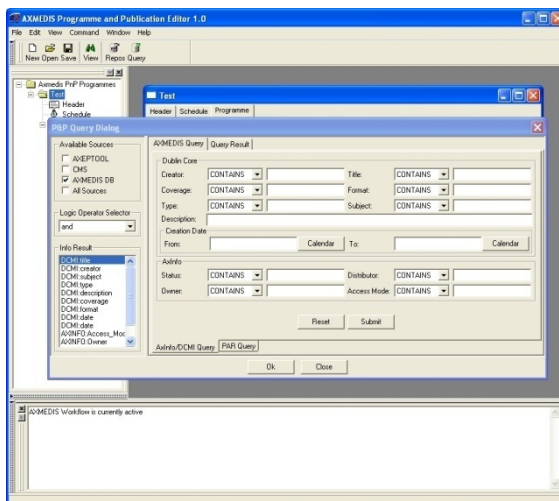 AXMEDIS Programme and Publication Editor 1.0
File Edit View Command Window Help
New Open Save View Repos Query
Axmedis PnP Programmes
Test
Header
Schedule
Test
Header Schedule Programme
P&P Query Dialog
Available Sources
AXEPTOOL
CMS
AXMEDIS DB
All Sources
Logic Operator Selector
and
Info Result
DCMI:title
DCMI:creator
DCMI:subject
DCMI:type
DCMI:description
DCMI:coverage
DCMI:format
DCMI:date
DCMI:date
AXINFO:Access_Moc
AXINFO:Owner
AXMEDIS Query Query Result
Dublin Core
Creator: CONTAINS Title: CONTAINS
Coverage: CONTAINS Format: CONTAINS
Type: CONTAINS Subject: CONTAINS
Description:
Creation Date
From: Calendar To: Calendar
AxInfo
Status: CONTAINS Distributor: CONTAINS
Owner: CONTAINS Access Mode: CONTAINS
Reset Submit
AxInfo/DCMI Query PAR Query
Ok Close
AXMEDIS Workflow is currently active